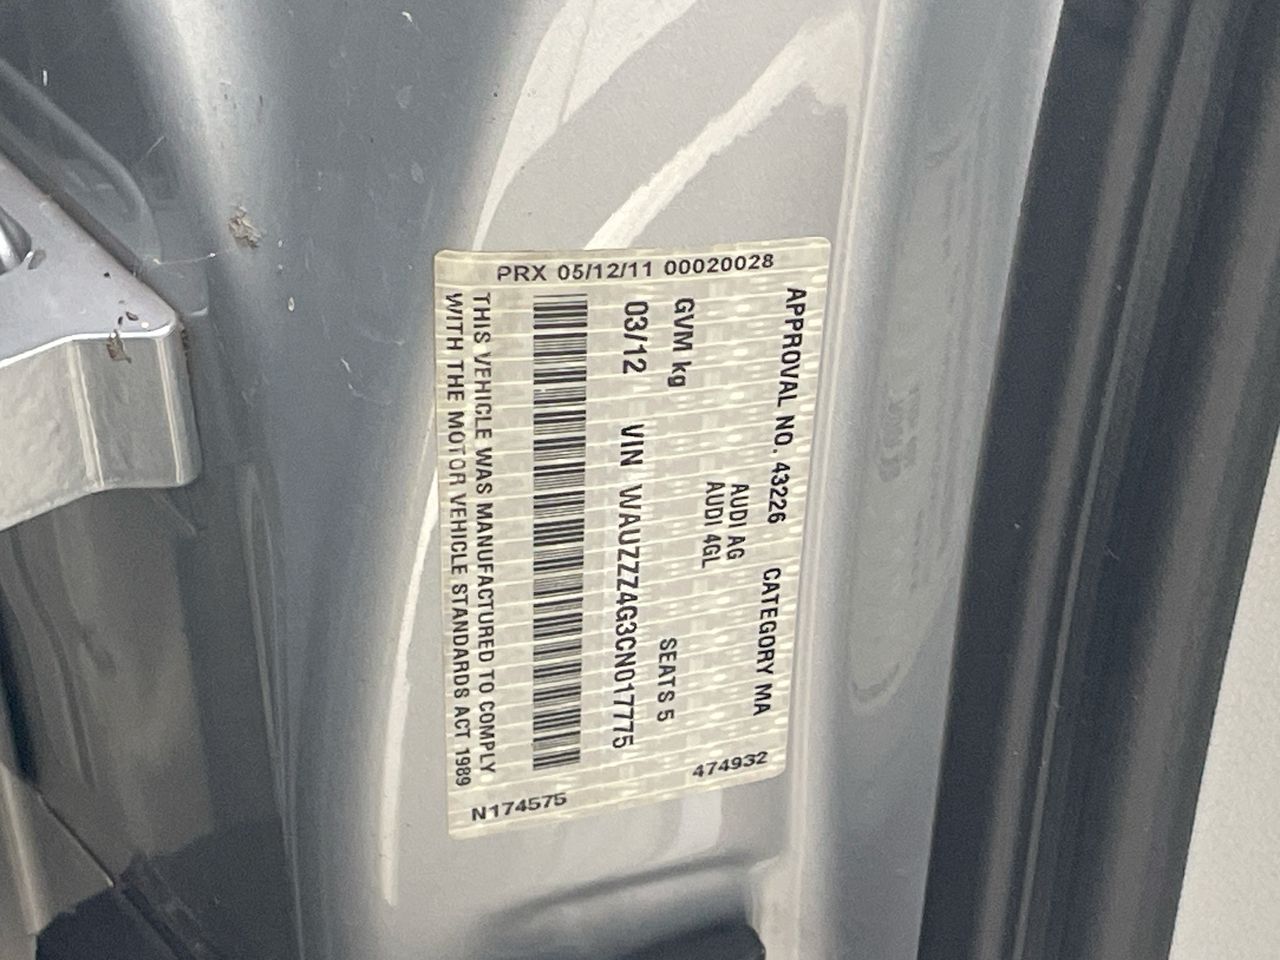 PRX 05/12/11 00020028
APPROVAL NO. 43226 CATEGORY MA
AUDI AG
AUDI 4GL
GVM kg SEATS 5
03/12 VIN WAUZZZ4G3CN017775
THIS VEHICLE WAS MANUFACTURED TO COMPLY
WITH THE MOTOR VEHICLE STANDARDS ACT 1989
474932
N174575